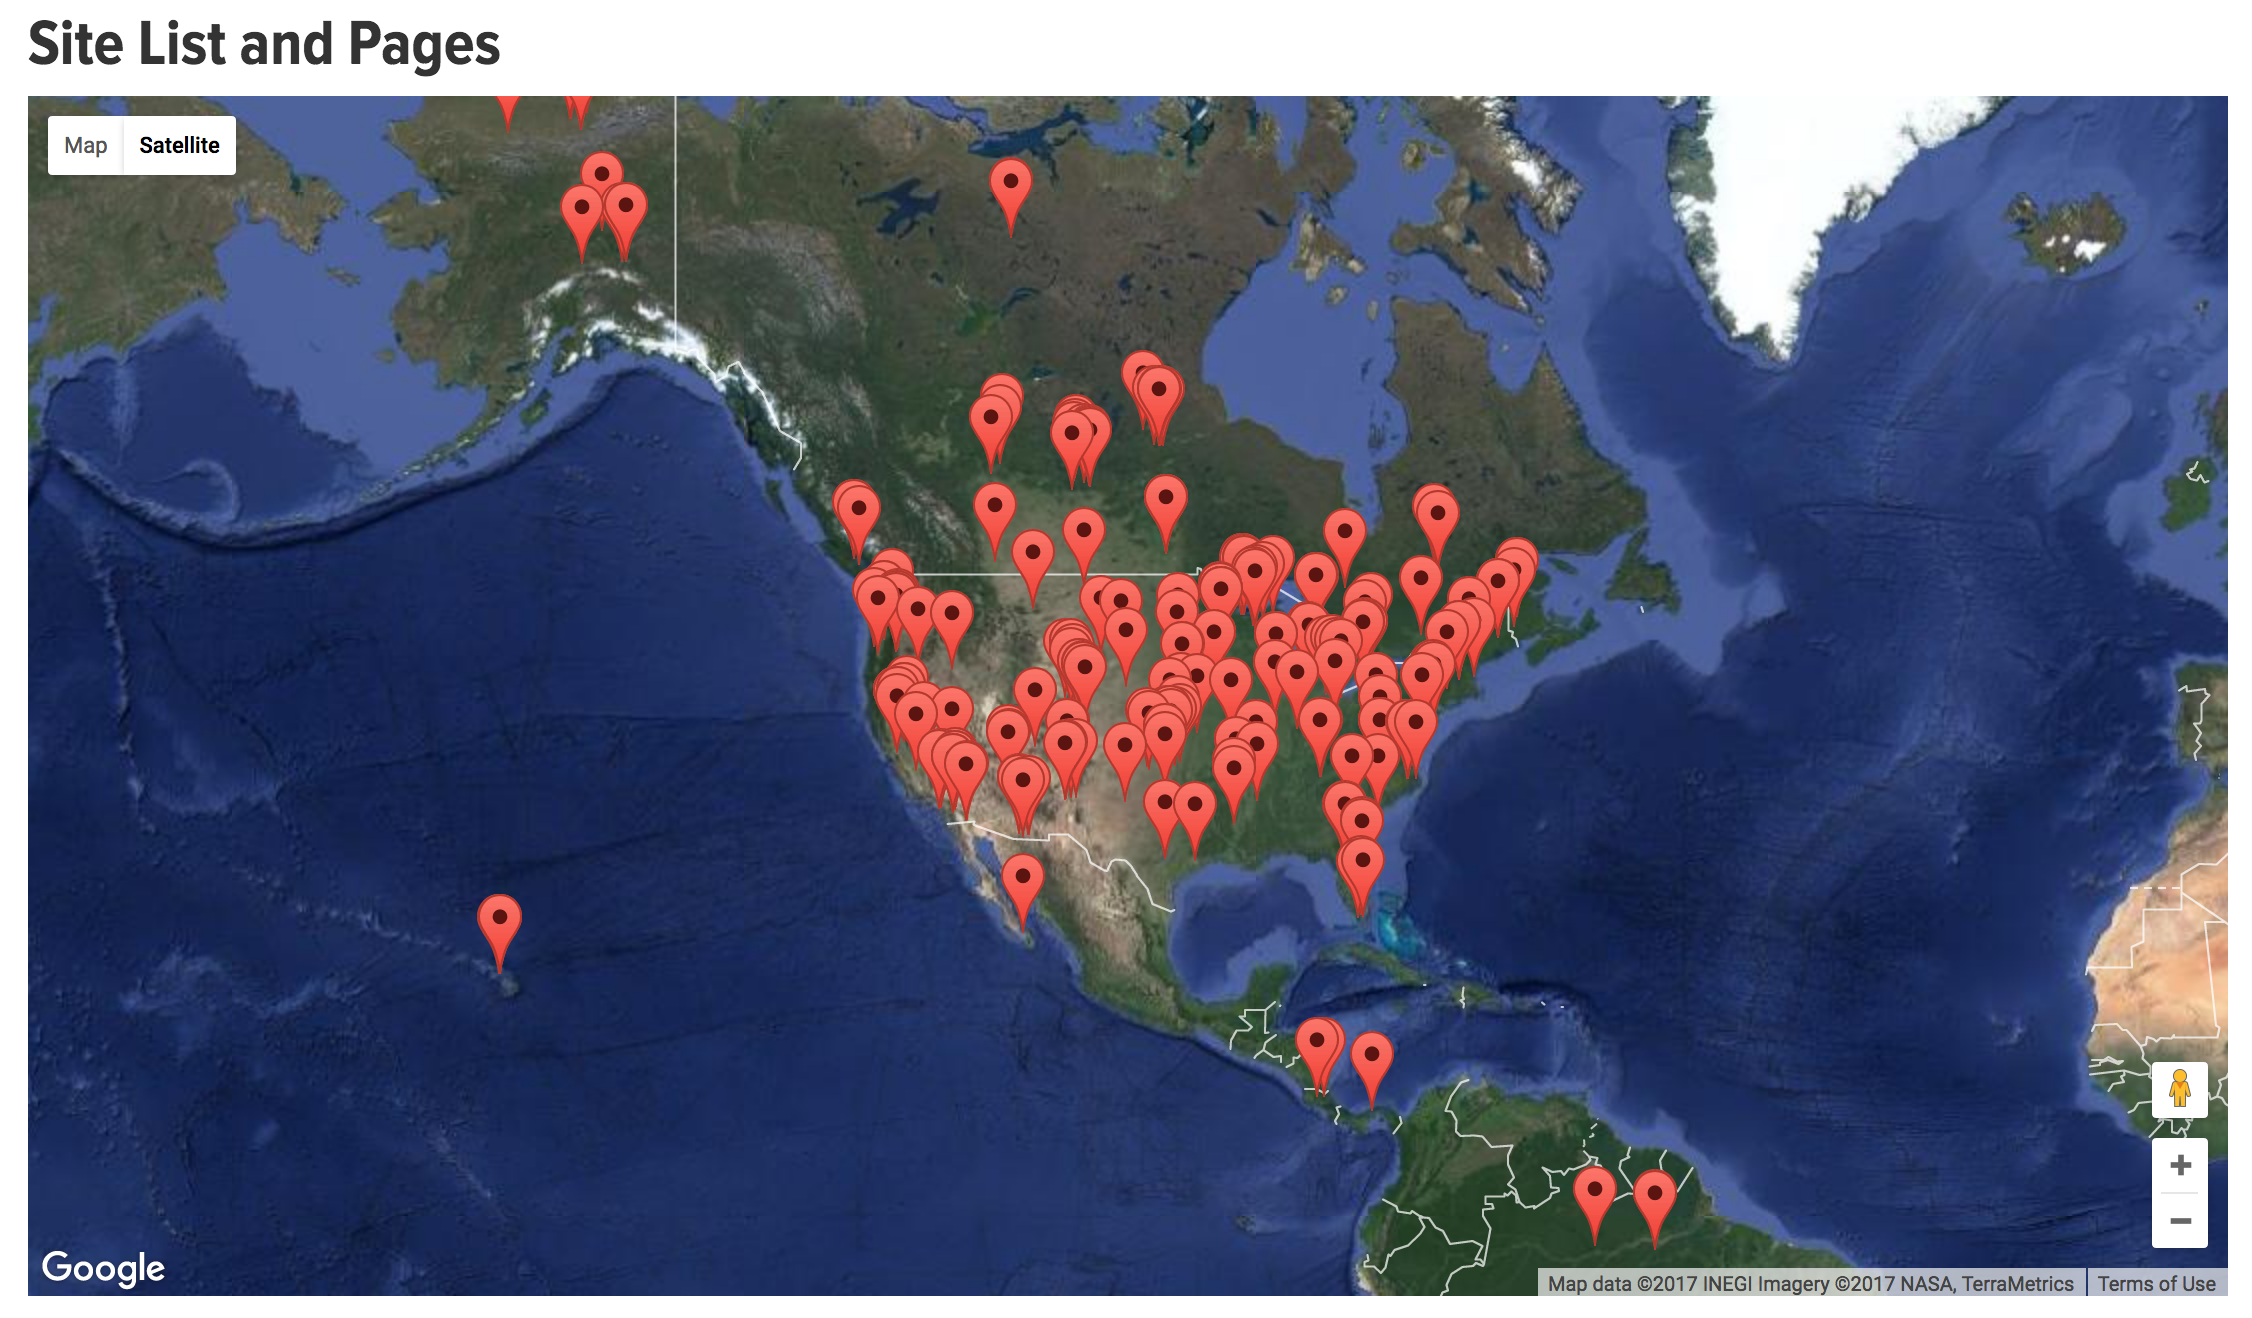 Site List and Pages
Map Satellite
Google
Map data ©2017 INEGI Imagery ©2017 NASA, TerraMetrics Terms of Use